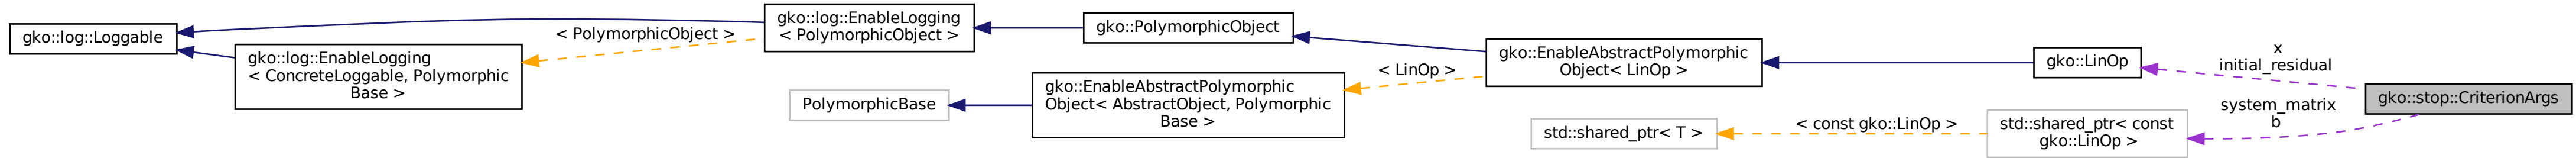 gko::log::Loggable
gko::log::EnableLogging
< ConcreteLoggable, Polymorphic
Base >
< PolymorphicObject >
gko::log::EnableLogging
< PolymorphicObject >
PolymorphicBase
gko::PolymorphicObject
gko::EnableAbstractPolymorphic
Object< AbstractObject, Polymorphic
Base >
< LinOp >
gko::EnableAbstractPolymorphic
Object< LinOp >
std::shared_ptr< T >
< const gko::LinOp >
gko::LinOp
std::shared_ptr< const
gko::LinOp >
x
initial_residual
system_matrix
b
gko::stop::CriterionArgs